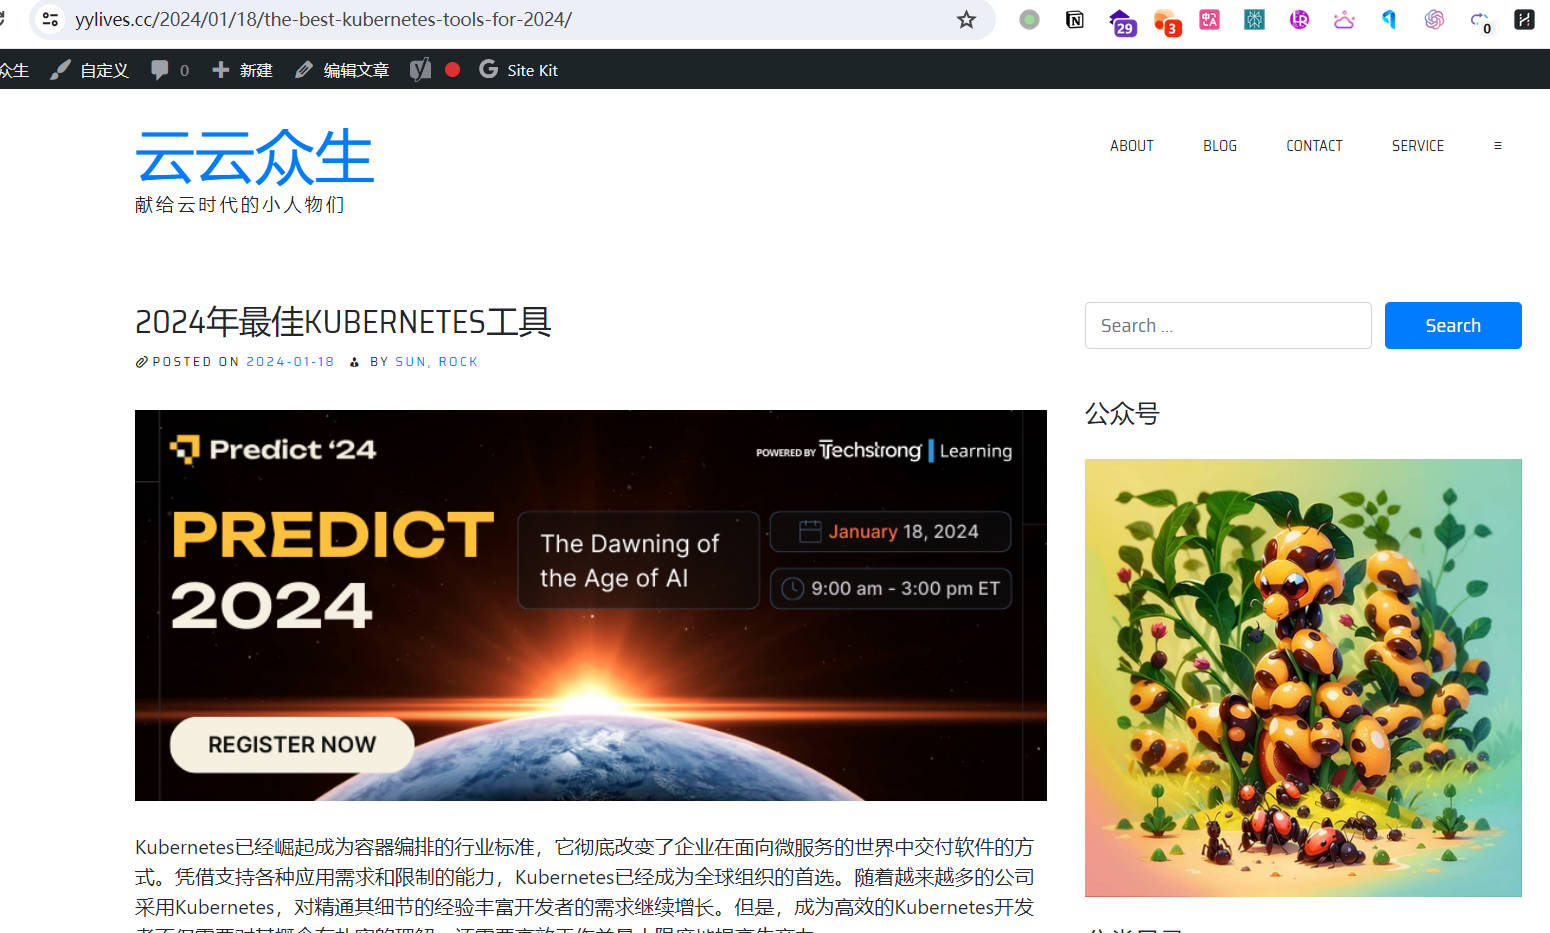 yylives.cc/2024/01/18/the-best-kubernetes-tools-for-2024/
29
3
0
众生 自定义 0 新建 编辑文章 Site Kit
云云众生
献给云时代的小人物们
ABOUT BLOG CONTACT SERVICE
2024年最佳KUBERNETES工具
POSTED ON 2024-01-18 BY SUN, ROCK
Search ...
Search
公众号
Predict ‘24
POWERED BY Techstrong | Learning
PREDICT
2024
The Dawning of
the Age of AI
January 18, 2024
9:00 am - 3:00 pm ET
REGISTER NOW
Kubernetes已经崛起成为容器编排的行业标准，它彻底改变了企业在面向微服务的世界中交付软件的方
式。凭借支持各种应用需求和限制的能力，Kubernetes已经成为全球组织的首选。随着越来越多的公司
采用Kubernetes，对精通其细节的经验丰富开发者的需求继续增长。但是，成为高效的Kubernetes开发